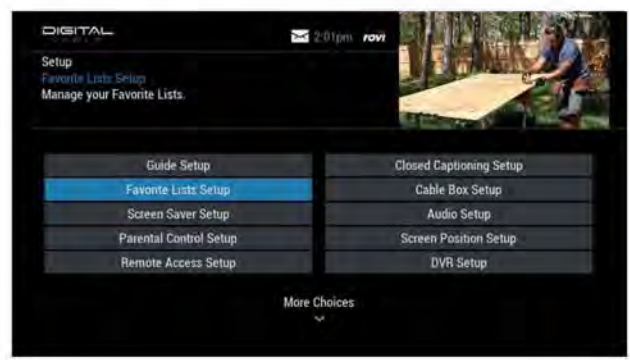 DIGITAL
2:01pm rovi
Setup
Favorite Lists Setup
Manage your Favorite Lists.
Guide Setup
Closed Captioning Setup
Favorite Lists Setup
Cable Box Setup
Screen Saver Setup
Audio Setup
Parental Control Setup
Screen Position Setup
Remote Access Setup
DVR Setup
More Choices